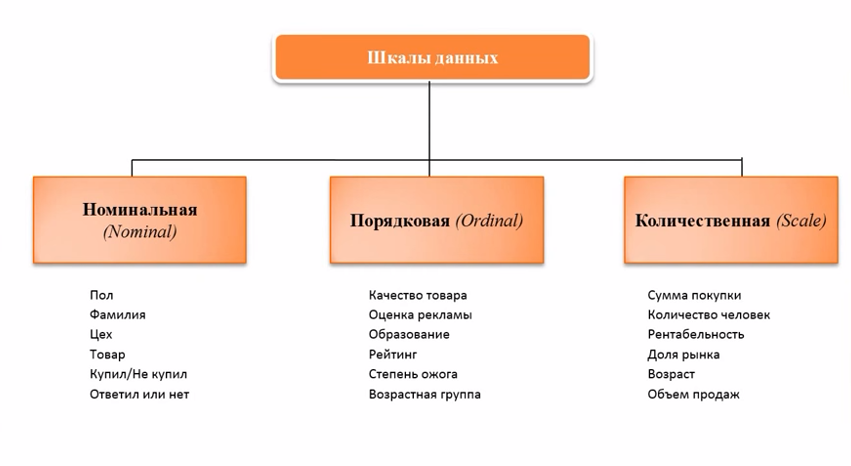 Шкалы данных
Номинальная
(Nominal)
Порядковая (Ordinal)
Количественная (Scale)
Пол
Фамилия
Цех
Товар
Купил/Не купил
Ответил или нет
Качество товара
Оценка рекламы
Образование
Рейтинг
Степень ожога
Возрастная группа
Сумма покупки
Количество человек
Рентабельность
Доля рынка
Возраст
Объем продаж